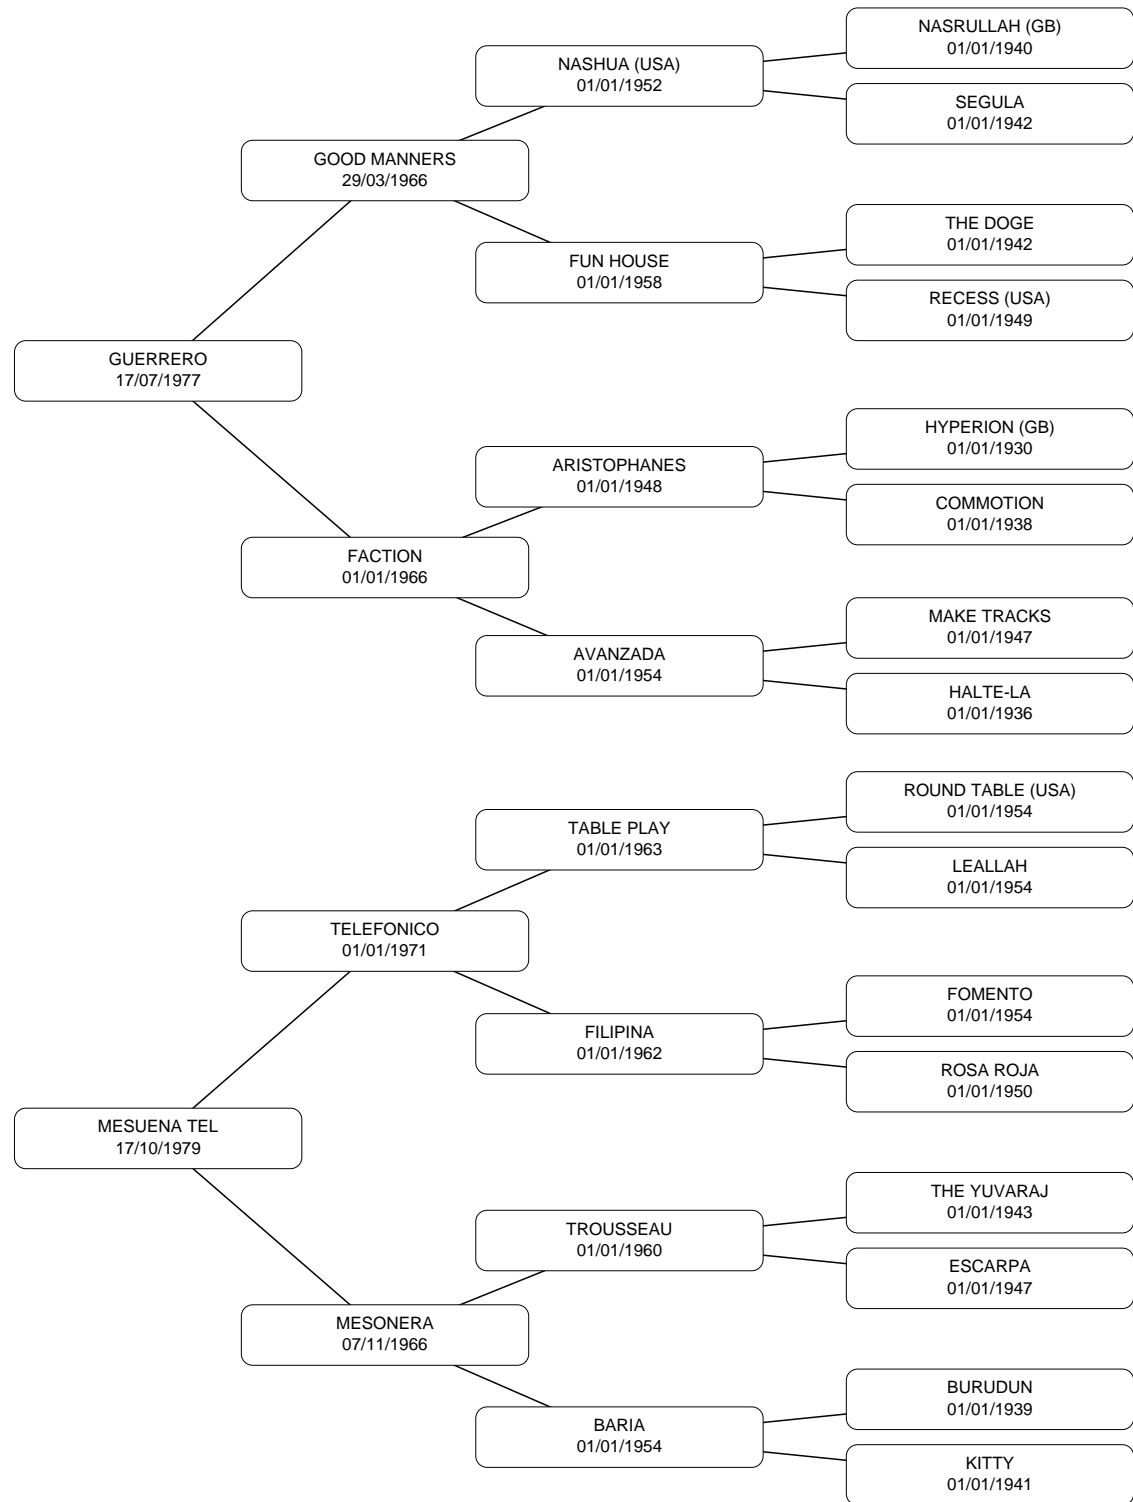 NASRULLAH (GB)
01/01/1940
NASHUA (USA)
01/01/1952
SEGULA
01/01/1942
GOOD MANNERS
29/03/1966
THE DOGE
01/01/1942
FUN HOUSE
01/01/1958
RECESS (USA)
01/01/1949
GUERRERO
17/07/1977
HYPERION (GB)
01/01/1930
ARISTOPHANES
01/01/1948
COMMOTION
01/01/1938
FACTION
01/01/1966
MAKE TRACKS
01/01/1947
AVANZADA
01/01/1954
HALTE-LA
01/01/1936
ROUND TABLE (USA)
01/01/1954
TABLE PLAY
01/01/1963
LEALLAH
01/01/1954
TELEFONICO
01/01/1971
FOMENTO
01/01/1954
FILIPINA
01/01/1962
ROSA ROJA
01/01/1950
MESUENA TEL
17/10/1979
THE YUVARAJ
01/01/1943
TROUSSEAU
01/01/1960
ESCARPA
01/01/1947
MESONERA
07/11/1966
BURUDUN
01/01/1939
BARIA
01/01/1954
KITTY
01/01/1941